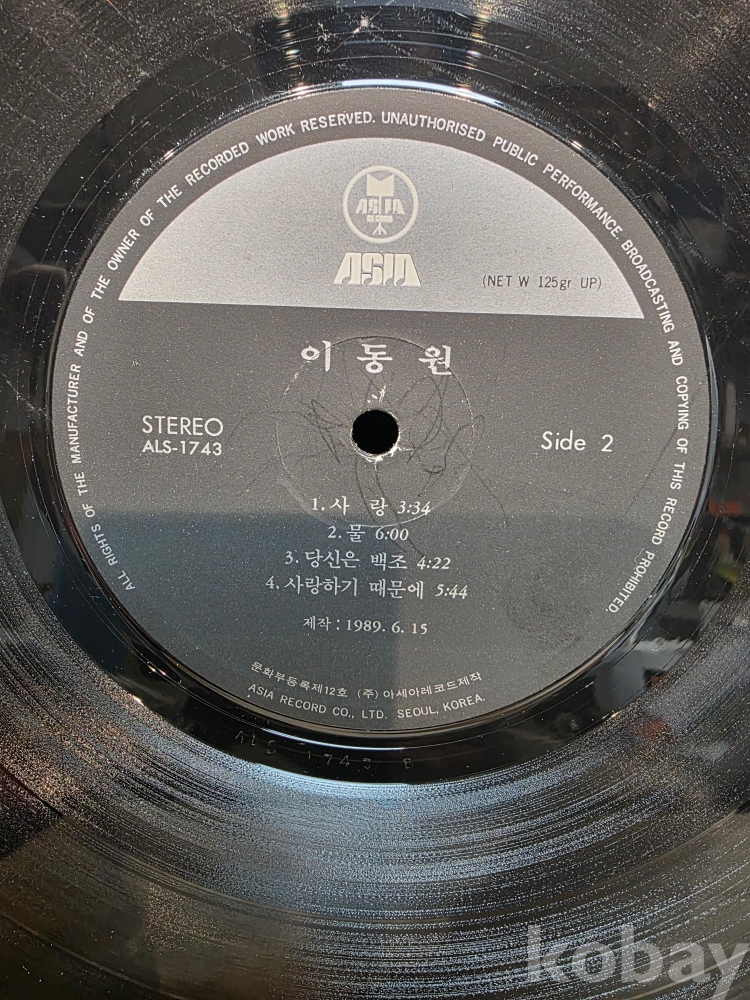 ALL RIGHTS OF THE MANUFACTURER AND OF THE OWNER OF THE RECORDED WORK RESERVED. UNAUTHORISED PUBLIC PERFORMANCE. BROADCASTING AND COPYING OF THIS RECORD PROHIBITED.
ASIA
ASIA
(NET W 125gr UP)
이동원
STEREO
ALS-1743
Side 2
1. 사 랑 3:34
2. 물 6:00
3. 당신은 백조 4:22
4. 사랑하기 때문에 5:44
제작 : 1989. 6. 15
문화부등록제12호 (주) 아세아레코드제작
ASIA RECORD CO., LTD. SEOUL, KOREA.
ALS 1743 B
kobay